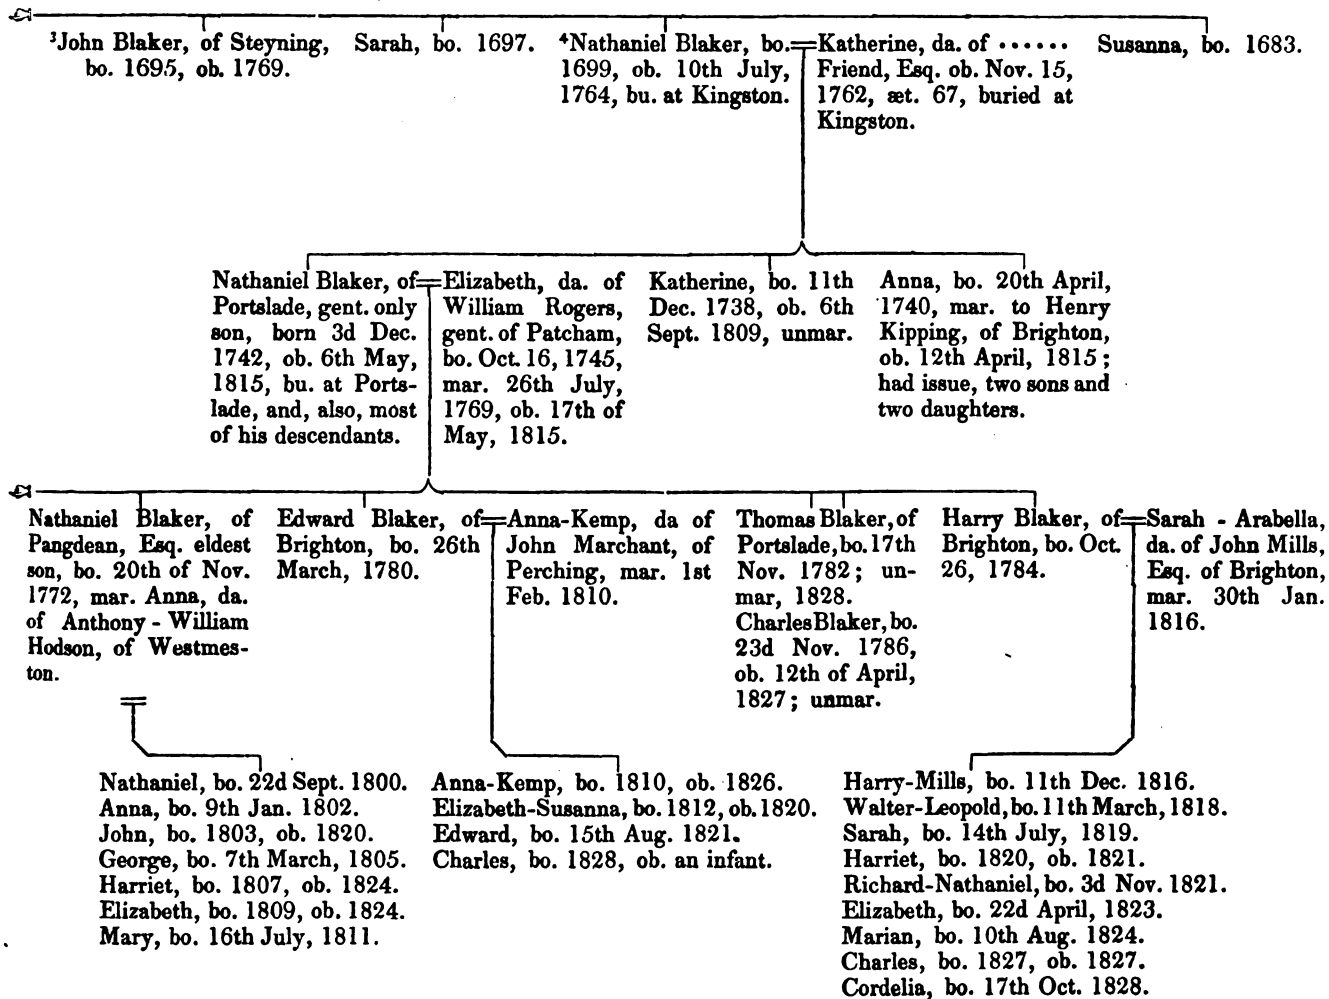 ³John Blaker, of Steyning,
bo. 1695, ob. 1769.
Sarah, bo. 1697.
⁴Nathaniel Blaker, bo.
1699, ob. 10th July,
1764, bu. at Kingston.
Katherine, da. of ······
Friend, Esq. ob. Nov. 15,
1762, æt. 67, buried at
Kingston.
Susanna, bo. 1683.
Nathaniel Blaker, of
Portslade, gent. only
son, born 3d Dec.
1742, ob. 6th May,
1815, bu. at Ports-
lade, and, also, most
of his descendants.
Elizabeth, da. of
William Rogers,
gent. of Patcham,
bo. Oct. 16, 1745,
mar. 26th July,
1769, ob. 17th of
May, 1815.
Katherine, bo. 11th
Dec. 1738, ob. 6th
Sept. 1809, unmar.
Anna, bo. 20th April,
1740, mar. to Henry
Kipping, of Brighton,
ob. 12th April, 1815;
had issue, two sons and
two daughters.
Nathaniel Blaker, of
Pangdean, Esq. eldest
son, bo. 20th of Nov.
1772, mar. Anna, da.
of Anthony - William
Hodson, of Westmes-
ton.
Edward Blaker, of
Brighton, bo. 26th
March, 1780.
Anna-Kemp, da of
John Marchant, of
Perching, mar. 1st
Feb. 1810.
Thomas Blaker, of
Portslade, bo. 17th
Nov. 1782; un-
mar, 1828.
Charles Blaker, bo.
23d Nov. 1786,
ob. 12th of April,
1827; unmar.
Harry Blaker, of
Brighton, bo. Oct.
26, 1784.
Sarah - Arabella,
da. of John Mills,
Esq. of Brighton,
mar. 30th Jan.
1816.
Nathaniel, bo. 22d Sept. 1800.
Anna, bo. 9th Jan. 1802.
John, bo. 1803, ob. 1820.
George, bo. 7th March, 1805.
Harriet, bo. 1807, ob. 1824.
Elizabeth, bo. 1809, ob. 1824.
Mary, bo. 16th July, 1811.
Anna-Kemp, bo. 1810, ob. 1826.
Elizabeth-Susanna, bo. 1812, ob. 1820.
Edward, bo. 15th Aug. 1821.
Charles, bo. 1828, ob. an infant.
Harry-Mills, bo. 11th Dec. 1816.
Walter-Leopold, bo. 11th March, 1818.
Sarah, bo. 14th July, 1819.
Harriet, bo. 1820, ob. 1821.
Richard-Nathaniel, bo. 3d Nov. 1821.
Elizabeth, bo. 22d April, 1823.
Marian, bo. 10th Aug. 1824.
Charles, bo. 1827, ob. 1827.
Cordelia, bo. 17th Oct. 1828.